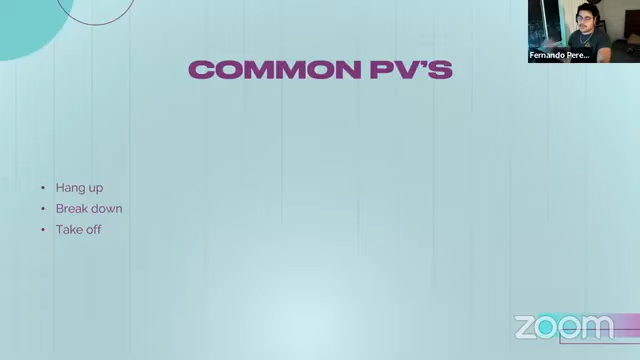 COMMON PV'S
Fernando Pere...
• Hang up
• Break down
• Take off
zoom